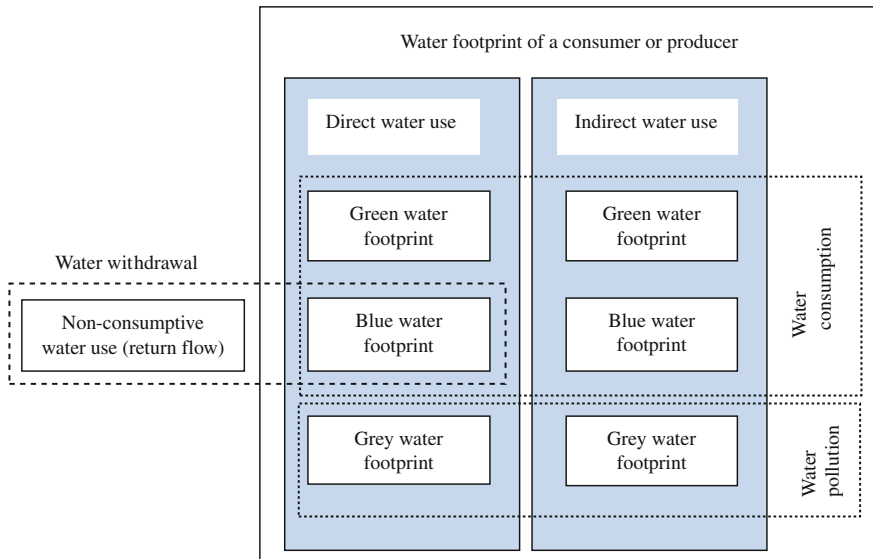 Water footprint of a consumer or producer
Direct water use
Indirect water use
Green water
footprint
Green water
footprint
Water withdrawal
Non-consumptive
water use (return flow)
Blue water
footprint
Blue water
footprint
Water
consumption
Grey water
footprint
Grey water
footprint
Water
pollution